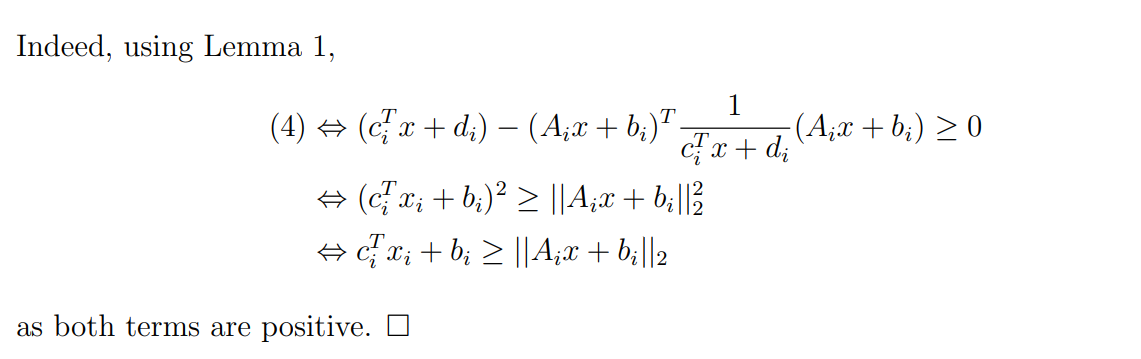 Indeed, using Lemma 1,
(4) ⇔ (c_i^T x + d_i) − (A_i x + b_i)^T \frac{1}{c_i^T x + d_i} (A_i x + b_i) ≥ 0
⇔ (c_i^T x_i + b_i)^2 ≥ ||A_i x + b_i||_2^2
⇔ c_i^T x_i + b_i ≥ ||A_i x + b_i||_2
as both terms are positive. □